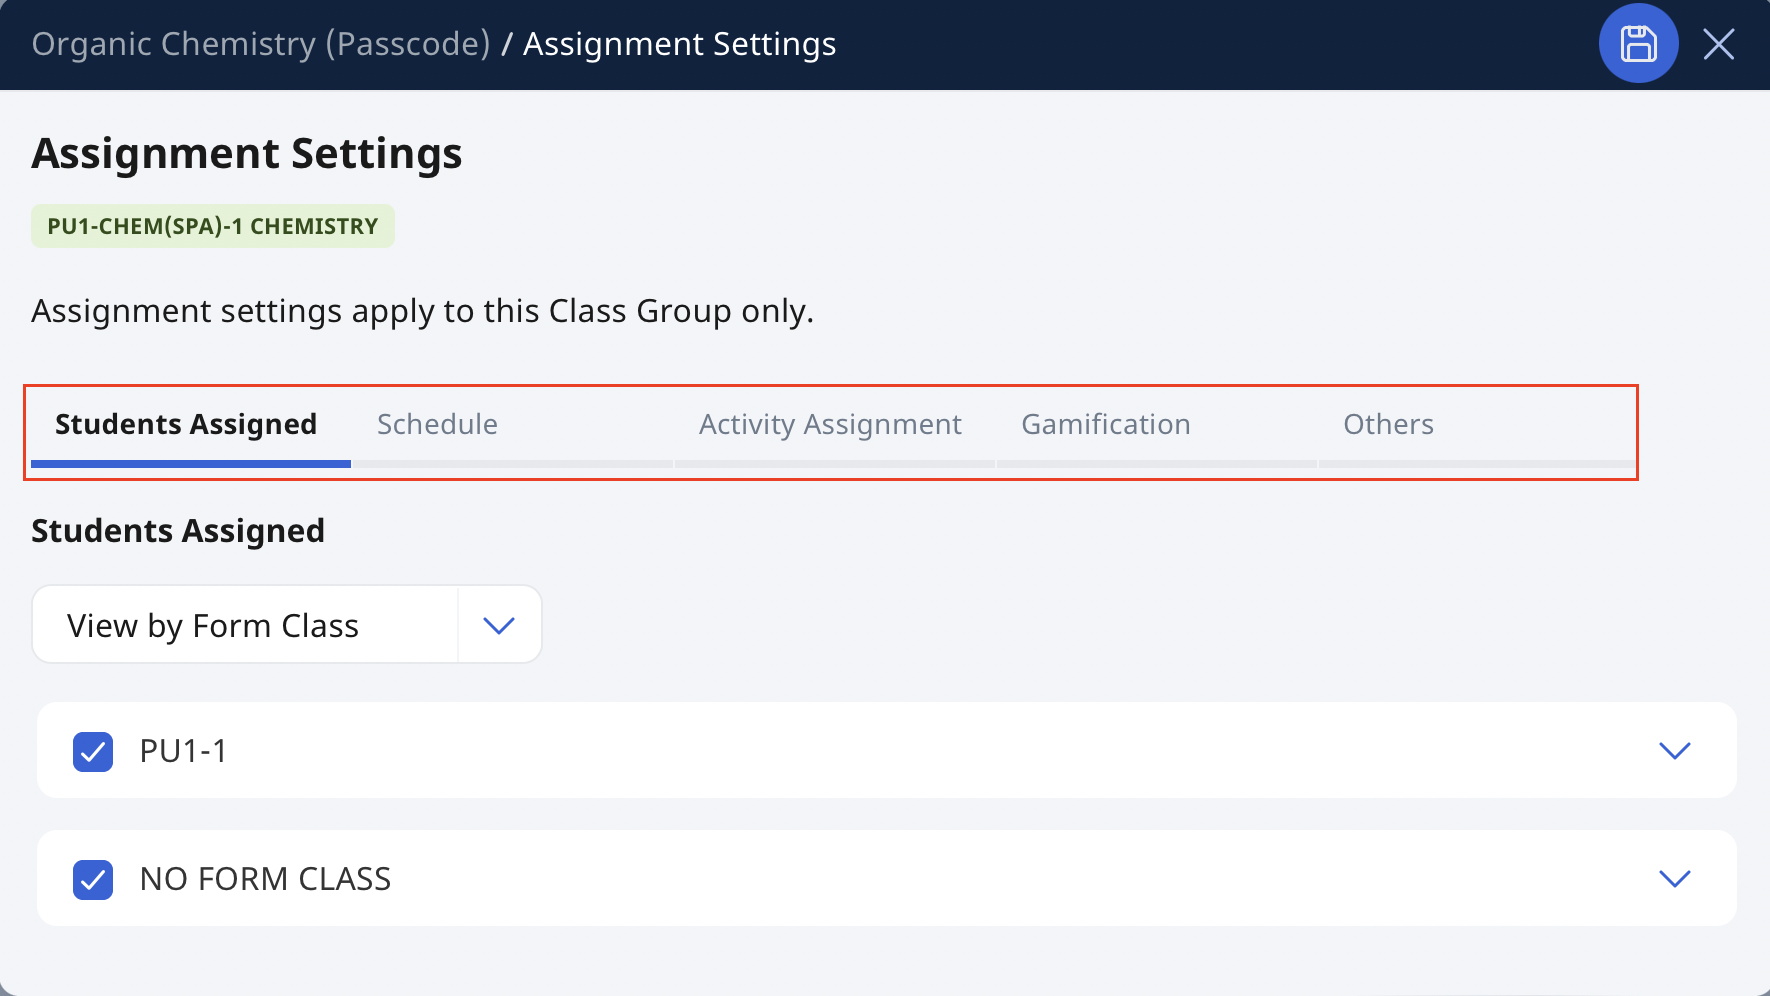 Organic Chemistry (Passcode) / Assignment Settings
Assignment Settings
PU1-CHEM(SPA)-1 CHEMISTRY
Assignment settings apply to this Class Group only.
Students Assigned Schedule Activity Assignment Gamification Others
Students Assigned
View by Form Class
PU1-1
NO FORM CLASS